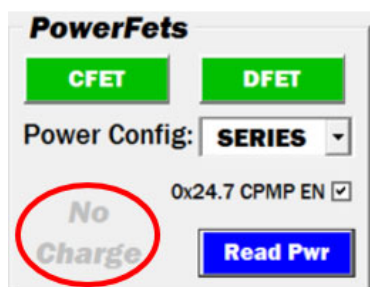 PowerFets
CFET DFET
Power Config: SERIES
0x24.7 CPMP EN
No
Charge
Read Pwr